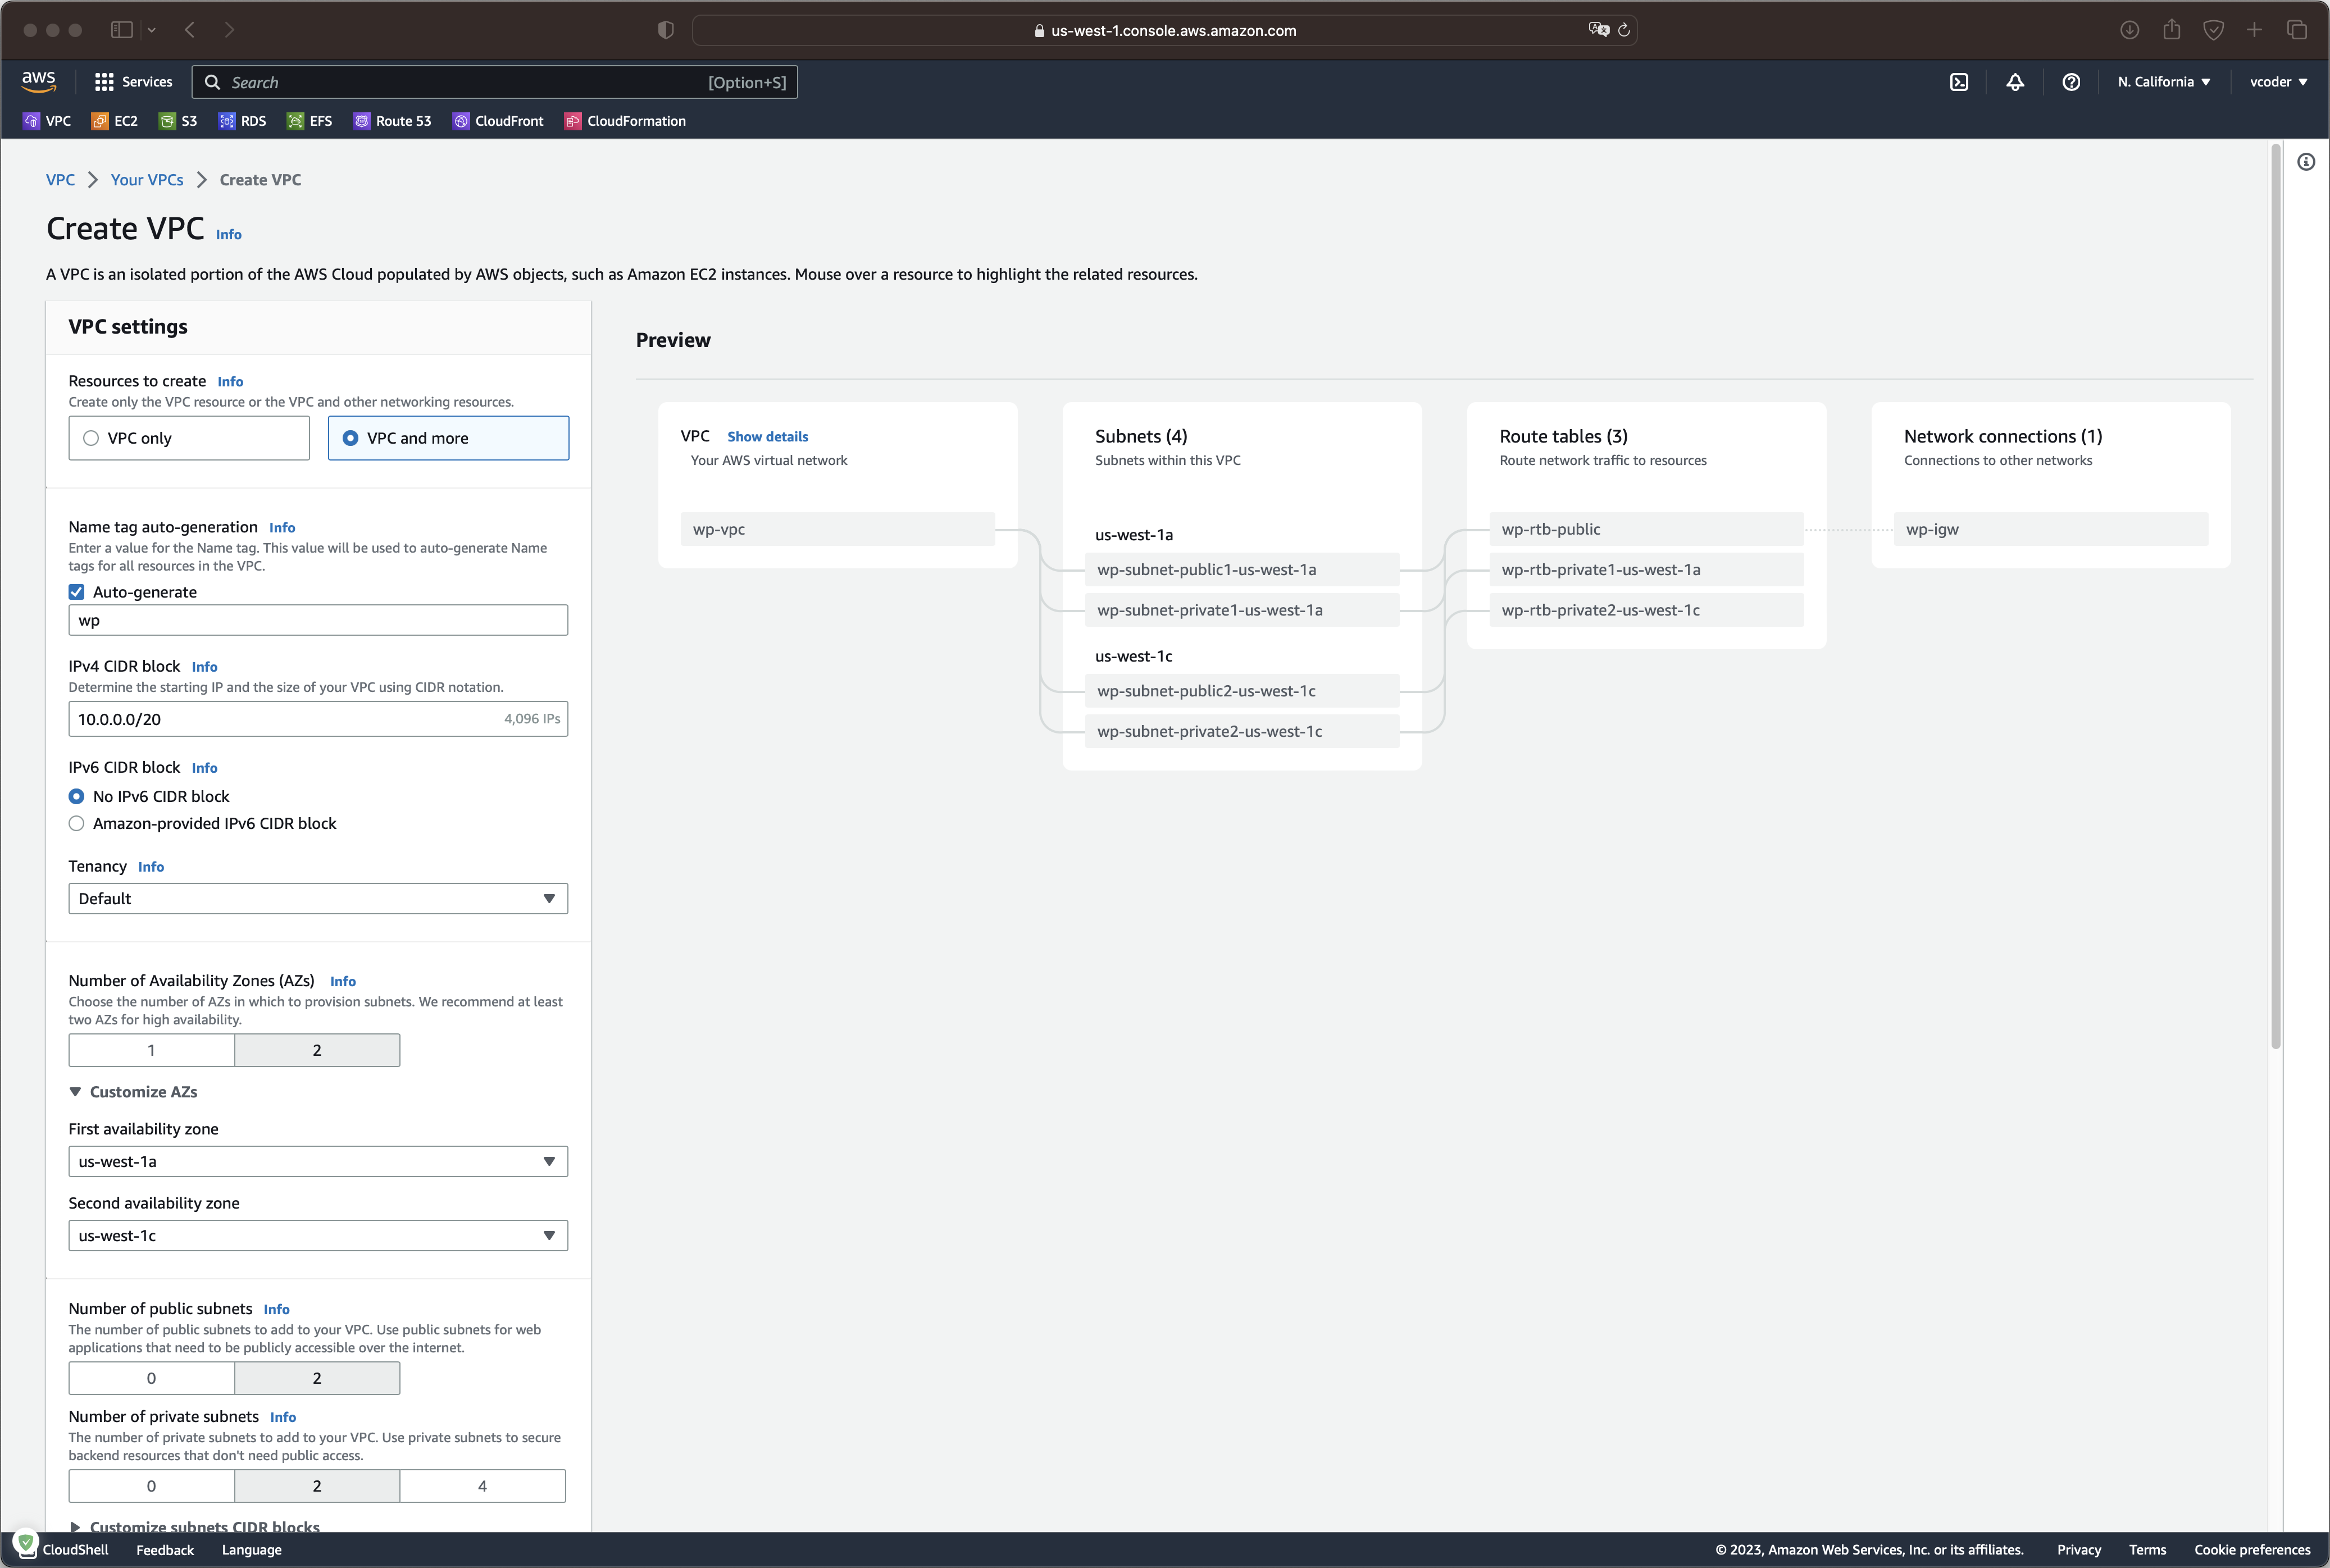 us-west-1.console.aws.amazon.com
aws
Services
Search
[Option+S]
N. California
vcoder
VPC
EC2
S3
RDS
EFS
Route 53
CloudFront
CloudFormation
VPC
Your VPCs
Create VPC
Create VPC Info
A VPC is an isolated portion of the AWS Cloud populated by AWS objects, such as Amazon EC2 instances. Mouse over a resource to highlight the related resources.
VPC settings
Resources to create Info
Create only the VPC resource or the VPC and other networking resources.
VPC only
VPC and more
Name tag auto-generation Info
Enter a value for the Name tag. This value will be used to auto-generate Name
tags for all resources in the VPC.
Auto-generate
wp
IPv4 CIDR block Info
Determine the starting IP and the size of your VPC using CIDR notation.
10.0.0.0/20
4,096 IPs
IPv6 CIDR block Info
No IPv6 CIDR block
Amazon-provided IPv6 CIDR block
Tenancy Info
Default
Number of Availability Zones (AZs) Info
Choose the number of AZs in which to provision subnets. We recommend at least
two AZs for high availability.
1
2
Customize AZs
First availability zone
us-west-1a
Second availability zone
us-west-1c
Number of public subnets Info
The number of public subnets to add to your VPC. Use public subnets for web
applications that need to be publicly accessible over the internet.
0
2
Number of private subnets Info
The number of private subnets to add to your VPC. Use private subnets to secure
backend resources that don't need public access.
0
2
4
Customize subnets CIDR blocks
Preview
VPC Show details
Your AWS virtual network
wp-vpc
Subnets (4)
Subnets within this VPC
us-west-1a
wp-subnet-public1-us-west-1a
wp-subnet-private1-us-west-1a
us-west-1c
wp-subnet-public2-us-west-1c
wp-subnet-private2-us-west-1c
Route tables (3)
Route network traffic to resources
wp-rtb-public
wp-rtb-private1-us-west-1a
wp-rtb-private2-us-west-1c
Network connections (1)
Connections to other networks
wp-igw
CloudShell
Feedback
Language
© 2023, Amazon Web Services, Inc. or its affiliates.
Privacy
Terms
Cookie preferences